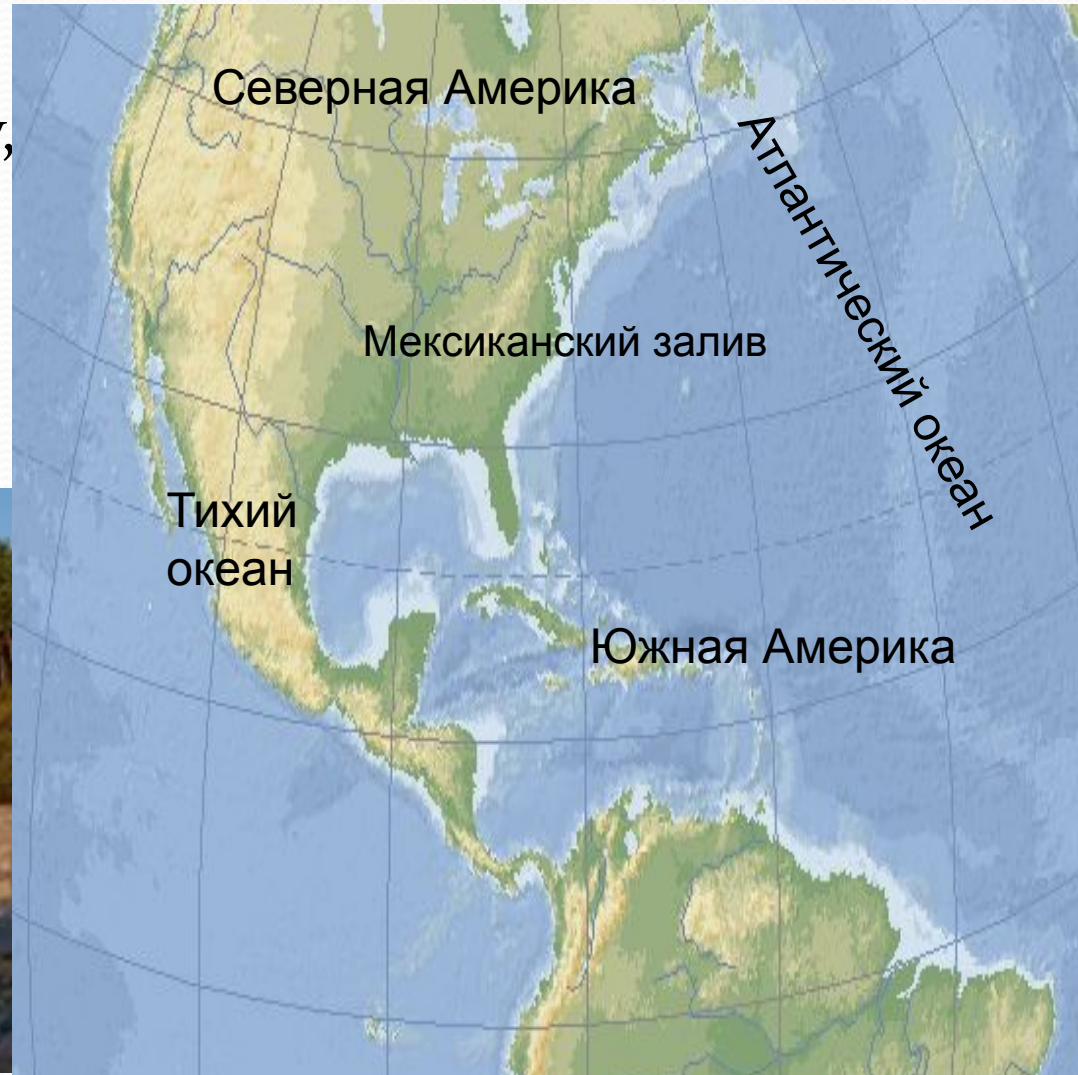 Северная Америка
Атлантический океан
Мексиканский залив
Тихий
океан
Южная Америка